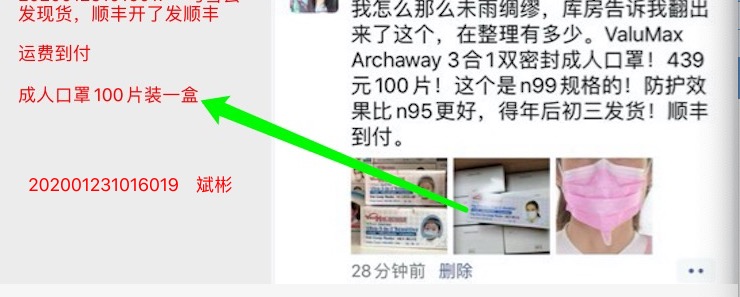 发现货，顺丰开了发顺丰
运费到付
成人口罩100片装一盒
202001231016019 斌彬
我怎么那么未雨绸缪，库房告诉我翻出
来了这个，在整理有多少。ValuMax
Archaway 3合1双密封成人口罩！439
元100片！这个是n99规格的！防护效
果比n95更好，得年后初三发货！顺丰
到付。
28分钟前 删除